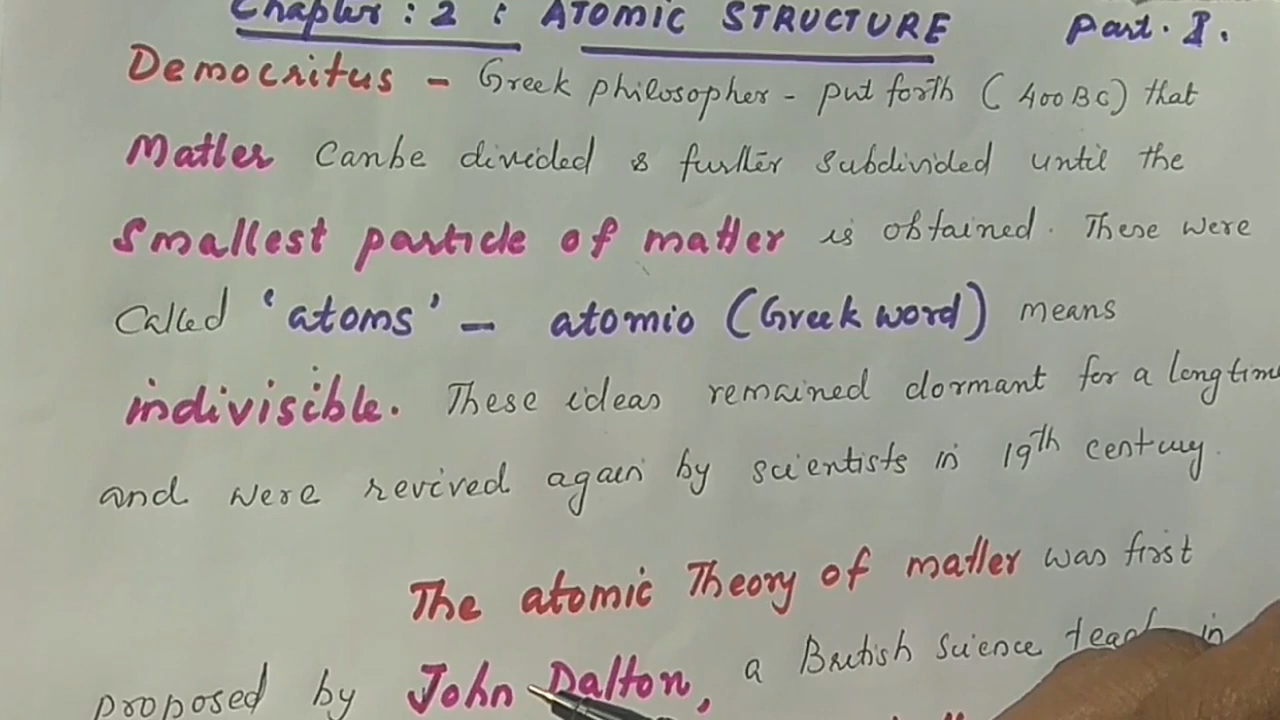 Chapter : 2 : ATOMIC STRUCTURE Part. I.
Democritus - Greek philosopher - put forth (400 BC) that
Matter can be divided & further subdivided until the
smallest particle of matter is obtained. These were
called 'atoms' - atomio (Greek word) means
indivisible. These ideas remained dormant for a long time
and were revived again by scientists in 19th century.
The atomic Theory of matter was first
proposed by John Dalton, a British science in